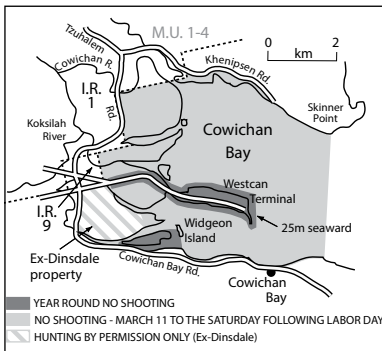 M.U. 1-4
Tzuhalem
Rd.
Cowichan R.
Khenipsen Rd.
0 2
km
I.R.
1
Skinner
Point
Koksilah
River
Cowichan
Bay
Westcan
Terminal
25m seaward
I.R.
9
Widgeon
Island
Ex-Dinsdale
property
Cowichan Bay Rd.
Cowichan
Bay
YEAR ROUND NO SHOOTING
NO SHOOTING - MARCH 11 TO THE SATURDAY FOLLOWING LABOR DAY
HUNTING BY PERMISSION ONLY (Ex-Dinsdale)